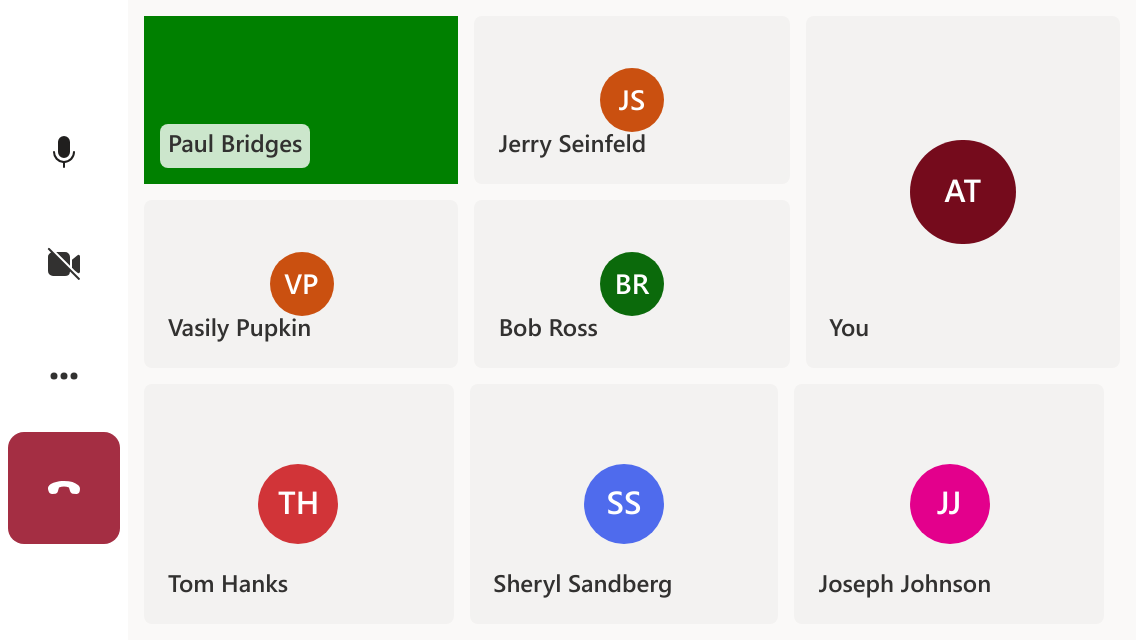 Paul Bridges
JS
Jerry Seinfeld
AT
You
VP
Vasily Pupkin
BR
Bob Ross
TH
Tom Hanks
SS
Sheryl Sandberg
JJ
Joseph Johnson